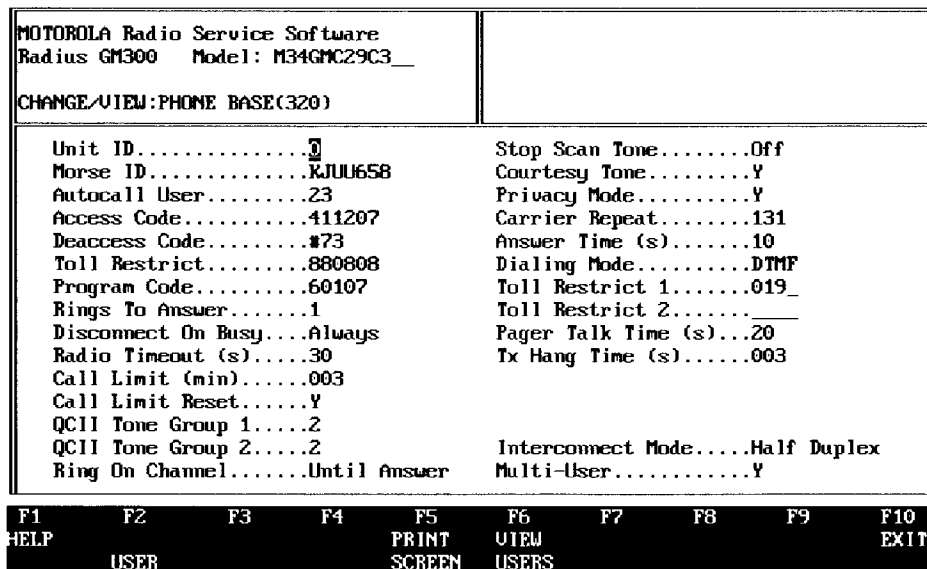 MOTOROLA Radio Service Software
Radius GM300   Model: M34GMC29C3__
CHANGE/VIEW:PHONE BASE(320)
Unit ID...............0
Morse ID..............KJUU658
Autocall User.........23
Access Code...........411207
Deaccess Code.........#73
Toll Restrict.........880808
Program Code..........60107
Rings To Answer.......1
Disconnect On Busy....Always
Radio Timeout (s).....30
Call Limit (min)......003
Call Limit Reset......Y
QCII Tone Group 1.....2
QCII Tone Group 2.....2
Ring On Channel.......Until Answer
Stop Scan Tone........Off
Courtesy Tone.........Y
Privacy Mode..........Y
Carrier Repeat........131
Answer Time (s).......10
Dialing Mode..........DTMF
Toll Restrict 1.......019_
Toll Restrict 2.......____
Pager Talk Time (s)...20
Tx Hang Time (s)......003
Interconnect Mode.....Half Duplex
Multi-User............Y
F1 F2 F3 F4 F5 F6 F7 F8 F9 F10
HELP PRINT VIEW EXIT
USER SCREEN USERS